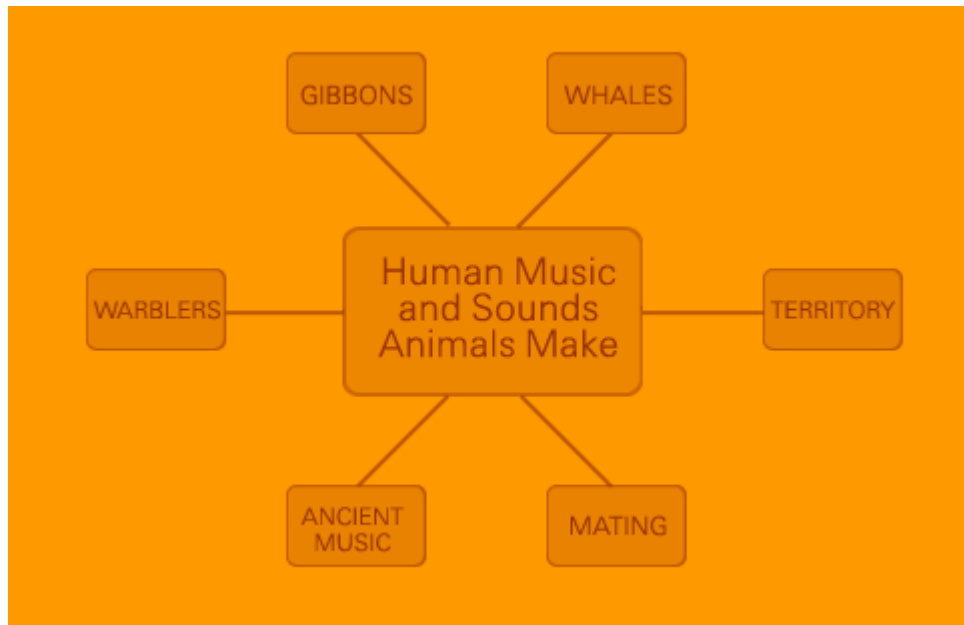 GIBBONS
WHALES
Human Music
and Sounds
Animals Make
WARBLERS
TERRITORY
ANCIENT
MUSIC
MATING